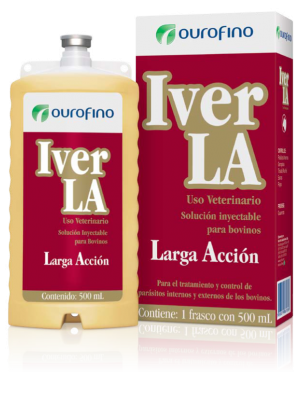 ourofino
Iver
LA
Uso Veterinario
Solución inyectable
para bovinos
Larga Acción
Contenido: 500 mL
ourofino
Iver
LA
Uso Veterinario
Solución inyectable
para bovinos
Larga Acción
Para el tratamiento y control de
parásitos internos y externos de los bovinos.
Contiene: 1 frasco con 500 mL